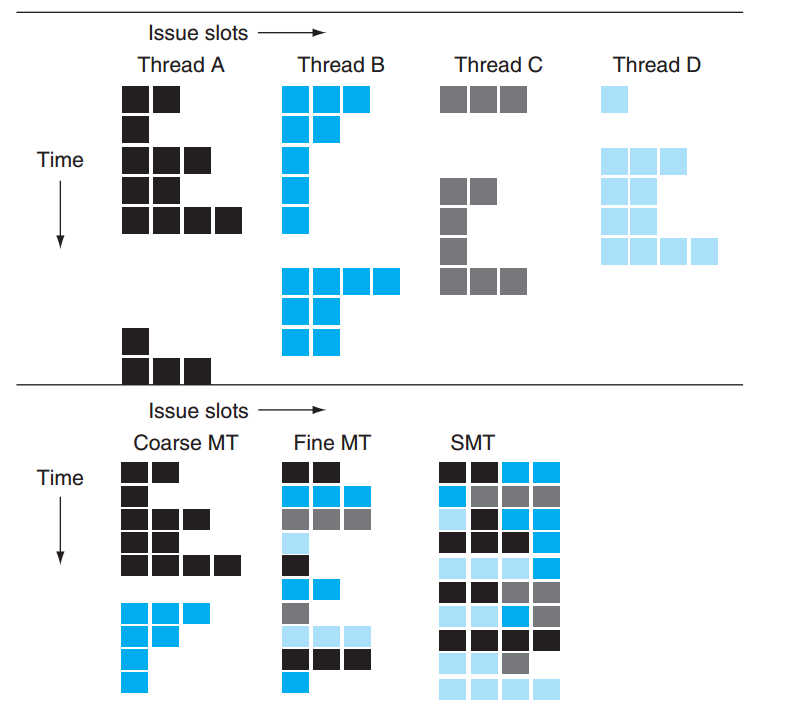 Issue slots
Thread A Thread B Thread C Thread D
Time
Issue slots
Coarse MT Fine MT SMT
Time